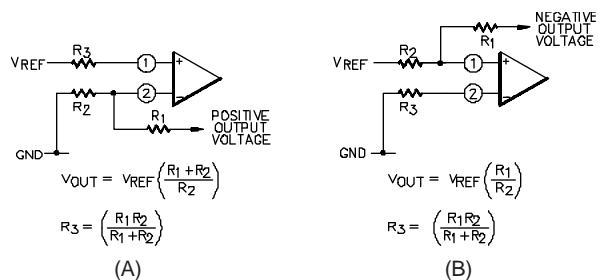 VREF
R3
1
+
2
−
R2
R1
POSITIVE
OUTPUT
VOLTAGE
GND
VOUT = VREF(R1+R2/R2)
R3 = (R1R2/R1+R2)
(A)
NEGATIVE
OUTPUT
VOLTAGE
R1
VREF
R2
1
+
2
−
R3
GND
VOUT = VREF(R1/R2)
R3 = (R1R2/R1+R2)
(B)